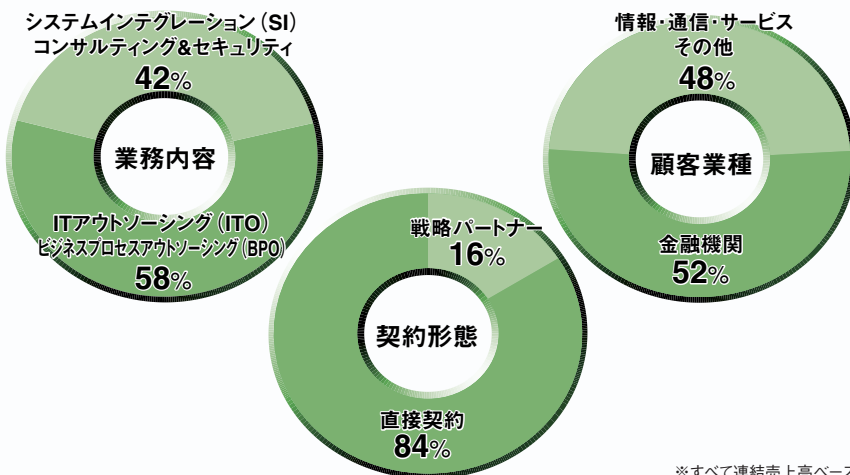 システムインテグレーション(SI)
コンサルティング&セキュリティ
42%
業務内容
ITアウトソーシング(ITO)
ビジネスプロセスアウトソーシング(BPO)
58%
情報・通信・サービス
その他
48%
顧客業種
金融機関
52%
戦略パートナー
16%
契約形態
直接契約
84%
※すべて連結売上高ベース